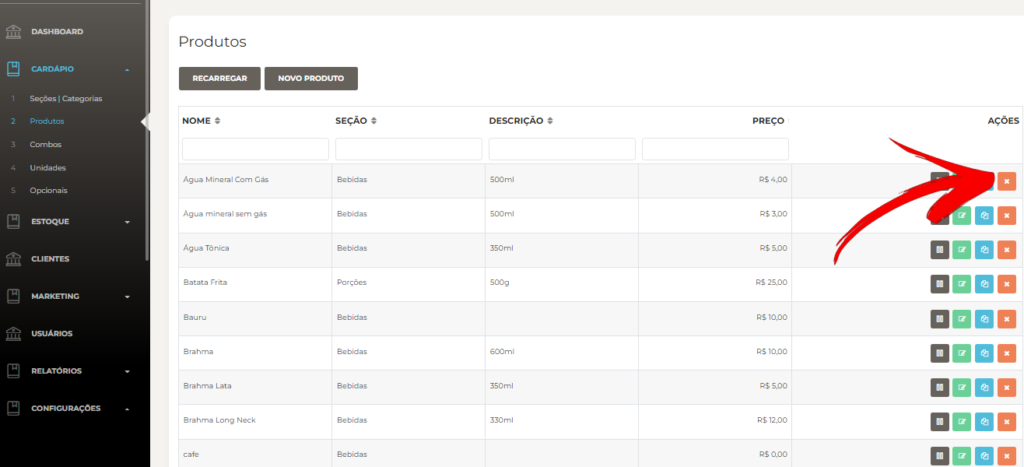 DASHBOARD
CARDÁPIO
1 Seções | Categorias
2 Produtos
3 Combos
4 Unidades
5 Opcionais
ESTOQUE
CLIENTES
MARKETING
USUÁRIOS
RELATÓRIOS
CONFIGURAÇÕES
Produtos
RECARREGAR NOVO PRODUTO
NOME SEÇÃO DESCRIÇÃO PREÇO AÇÕES
Água Mineral Com Gás Bebidas 500ml R$ 4,00
Água mineral sem gás Bebidas 500ml R$ 3,00
Água Tônica Bebidas 350ml R$ 5,00
Batata Frita Porções 500g R$ 25,00
Bauru Bebidas R$ 10,00
Brahma Bebidas 600ml R$ 10,00
Brahma Lata Bebidas 350ml R$ 5,00
Brahma Long Neck Bebidas 330ml R$ 12,00
cafe Bebidas R$ 0,00